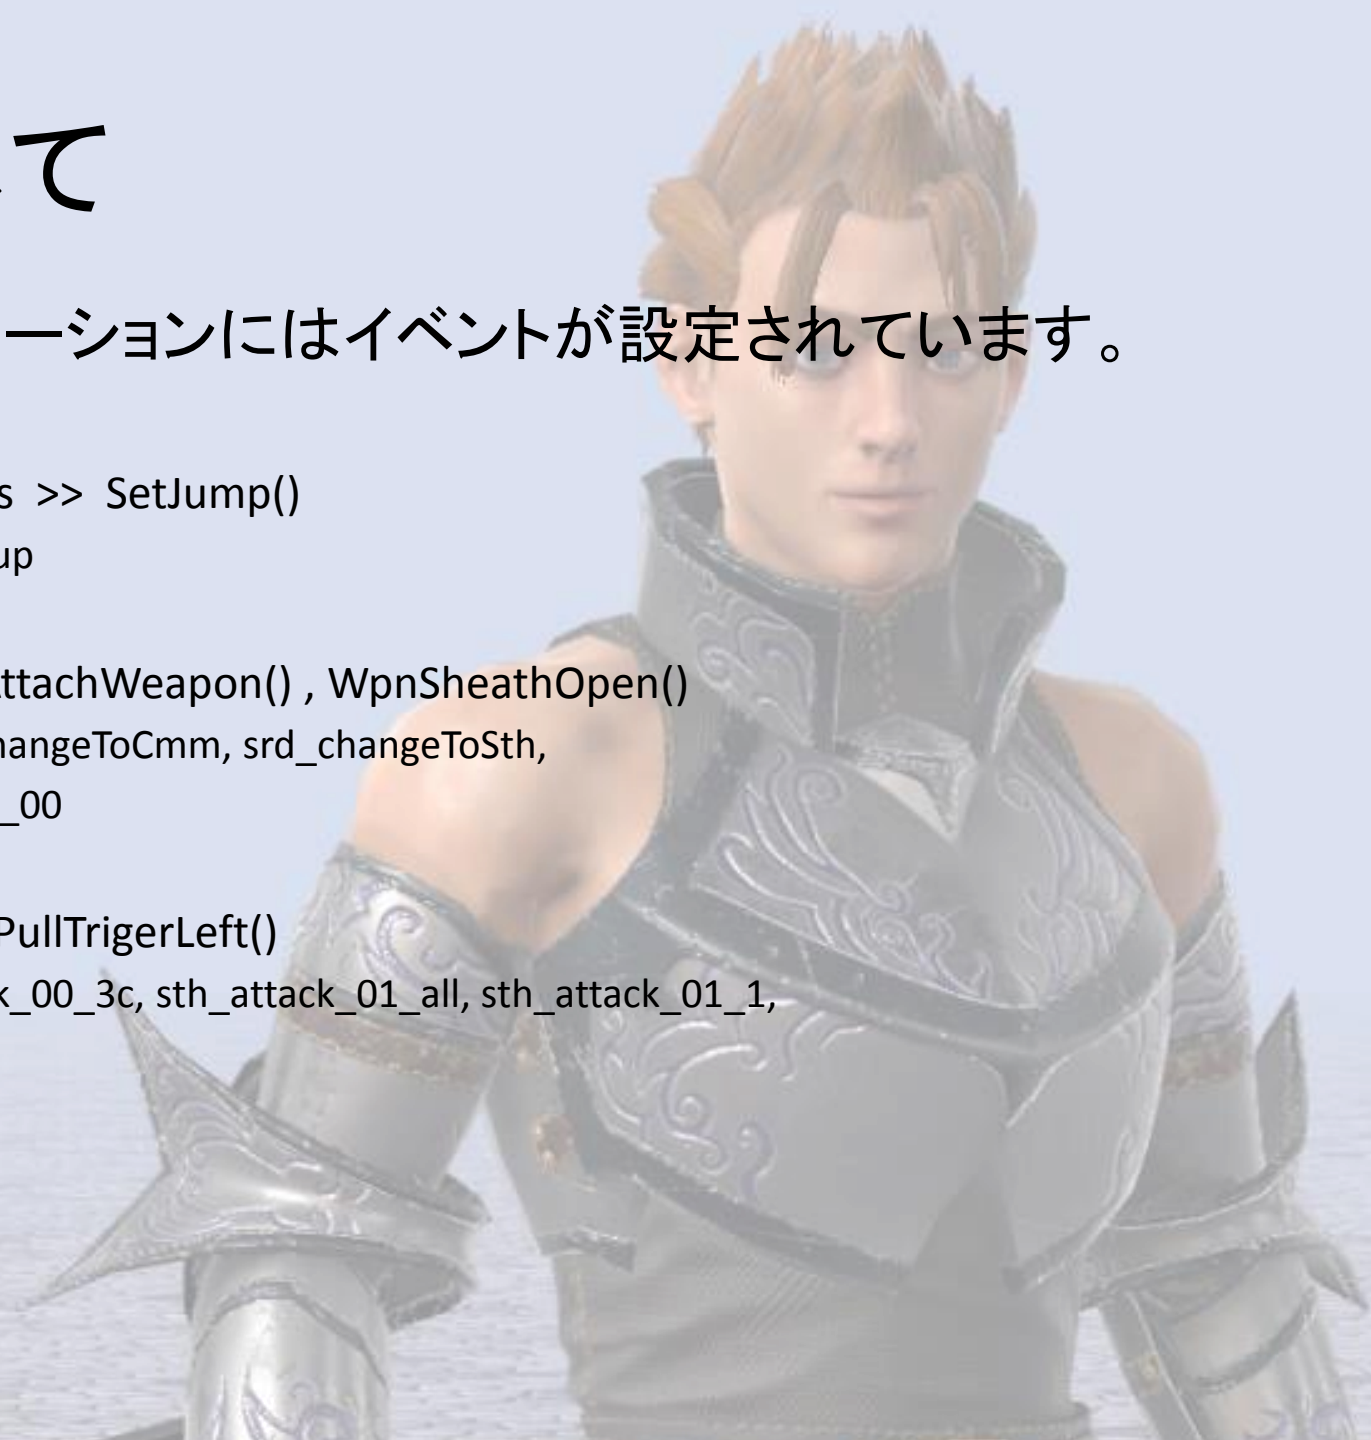 て
ーションにはイベントが設定されています。
s >> SetJump()
up
ttachWeapon() , WpnSheathOpen()
hangeToCmm, srd_changeToSth,
_00
PullTrigerLeft()
k_00_3c, sth_attack_01_all, sth_attack_01_1,